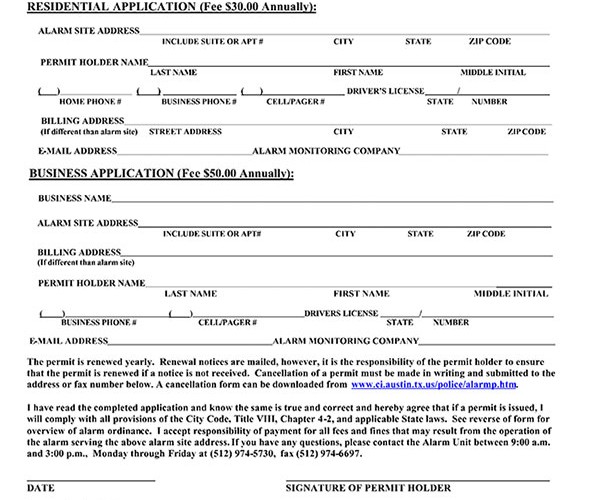 RESIDENTIAL APPLICATION (Fee $30.00 Annually):
ALARM SITE ADDRESS
INCLUDE SUITE OR APT # CITY STATE ZIP CODE
PERMIT HOLDER NAME
LAST NAME FIRST NAME MIDDLE INITIAL
( ) ( ) ( ) DRIVER'S LICENSE /
HOME PHONE # BUSINESS PHONE # CELL/PAGER # STATE NUMBER
BILLING ADDRESS
(If different than alarm site) STREET ADDRESS CITY STATE ZIP CODE
E-MAIL ADDRESS ALARM MONITORING COMPANY
BUSINESS APPLICATION (Fee $50.00 Annually):
BUSINESS NAME
ALARM SITE ADDRESS
INCLUDE SUITE OR APT# CITY STATE ZIP CODE
BILLING ADDRESS
(If different than alarm site)
PERMIT HOLDER NAME
LAST NAME FIRST NAME MIDDLE INITIAL
( ) ( ) DRIVERS LICENSE /
BUSINESS PHONE # CELL/PAGER # STATE NUMBER
E-MAIL ADDRESS ALARM MONITORING COMPANY
The permit is renewed yearly. Renewal notices are mailed, however, it is the responsibility of the permit holder to ensure
that the permit is renewed if a notice is not received. Cancellation of a permit must be made in writing and submitted to the
address or fax number below. A cancellation form can be downloaded from www.ci.austin.tx.us/police/alarmp.htm.
I have read the completed application and know the same is true and correct and hereby agree that if a permit is issued, I
will comply with all provisions of the City Code, Title VIII, Chapter 4-2, and applicable State laws. See reverse of form for
overview of alarm ordinance. I accept responsibility of payment for all fees and fines that may result from the operation of
the alarm serving the above alarm site address. If you have any questions, please contact the Alarm Unit between 9:00 a.m.
and 3:00 p.m., Monday through Friday at (512) 974-5730, fax (512) 974-6697.
DATE SIGNATURE OF PERMIT HOLDER